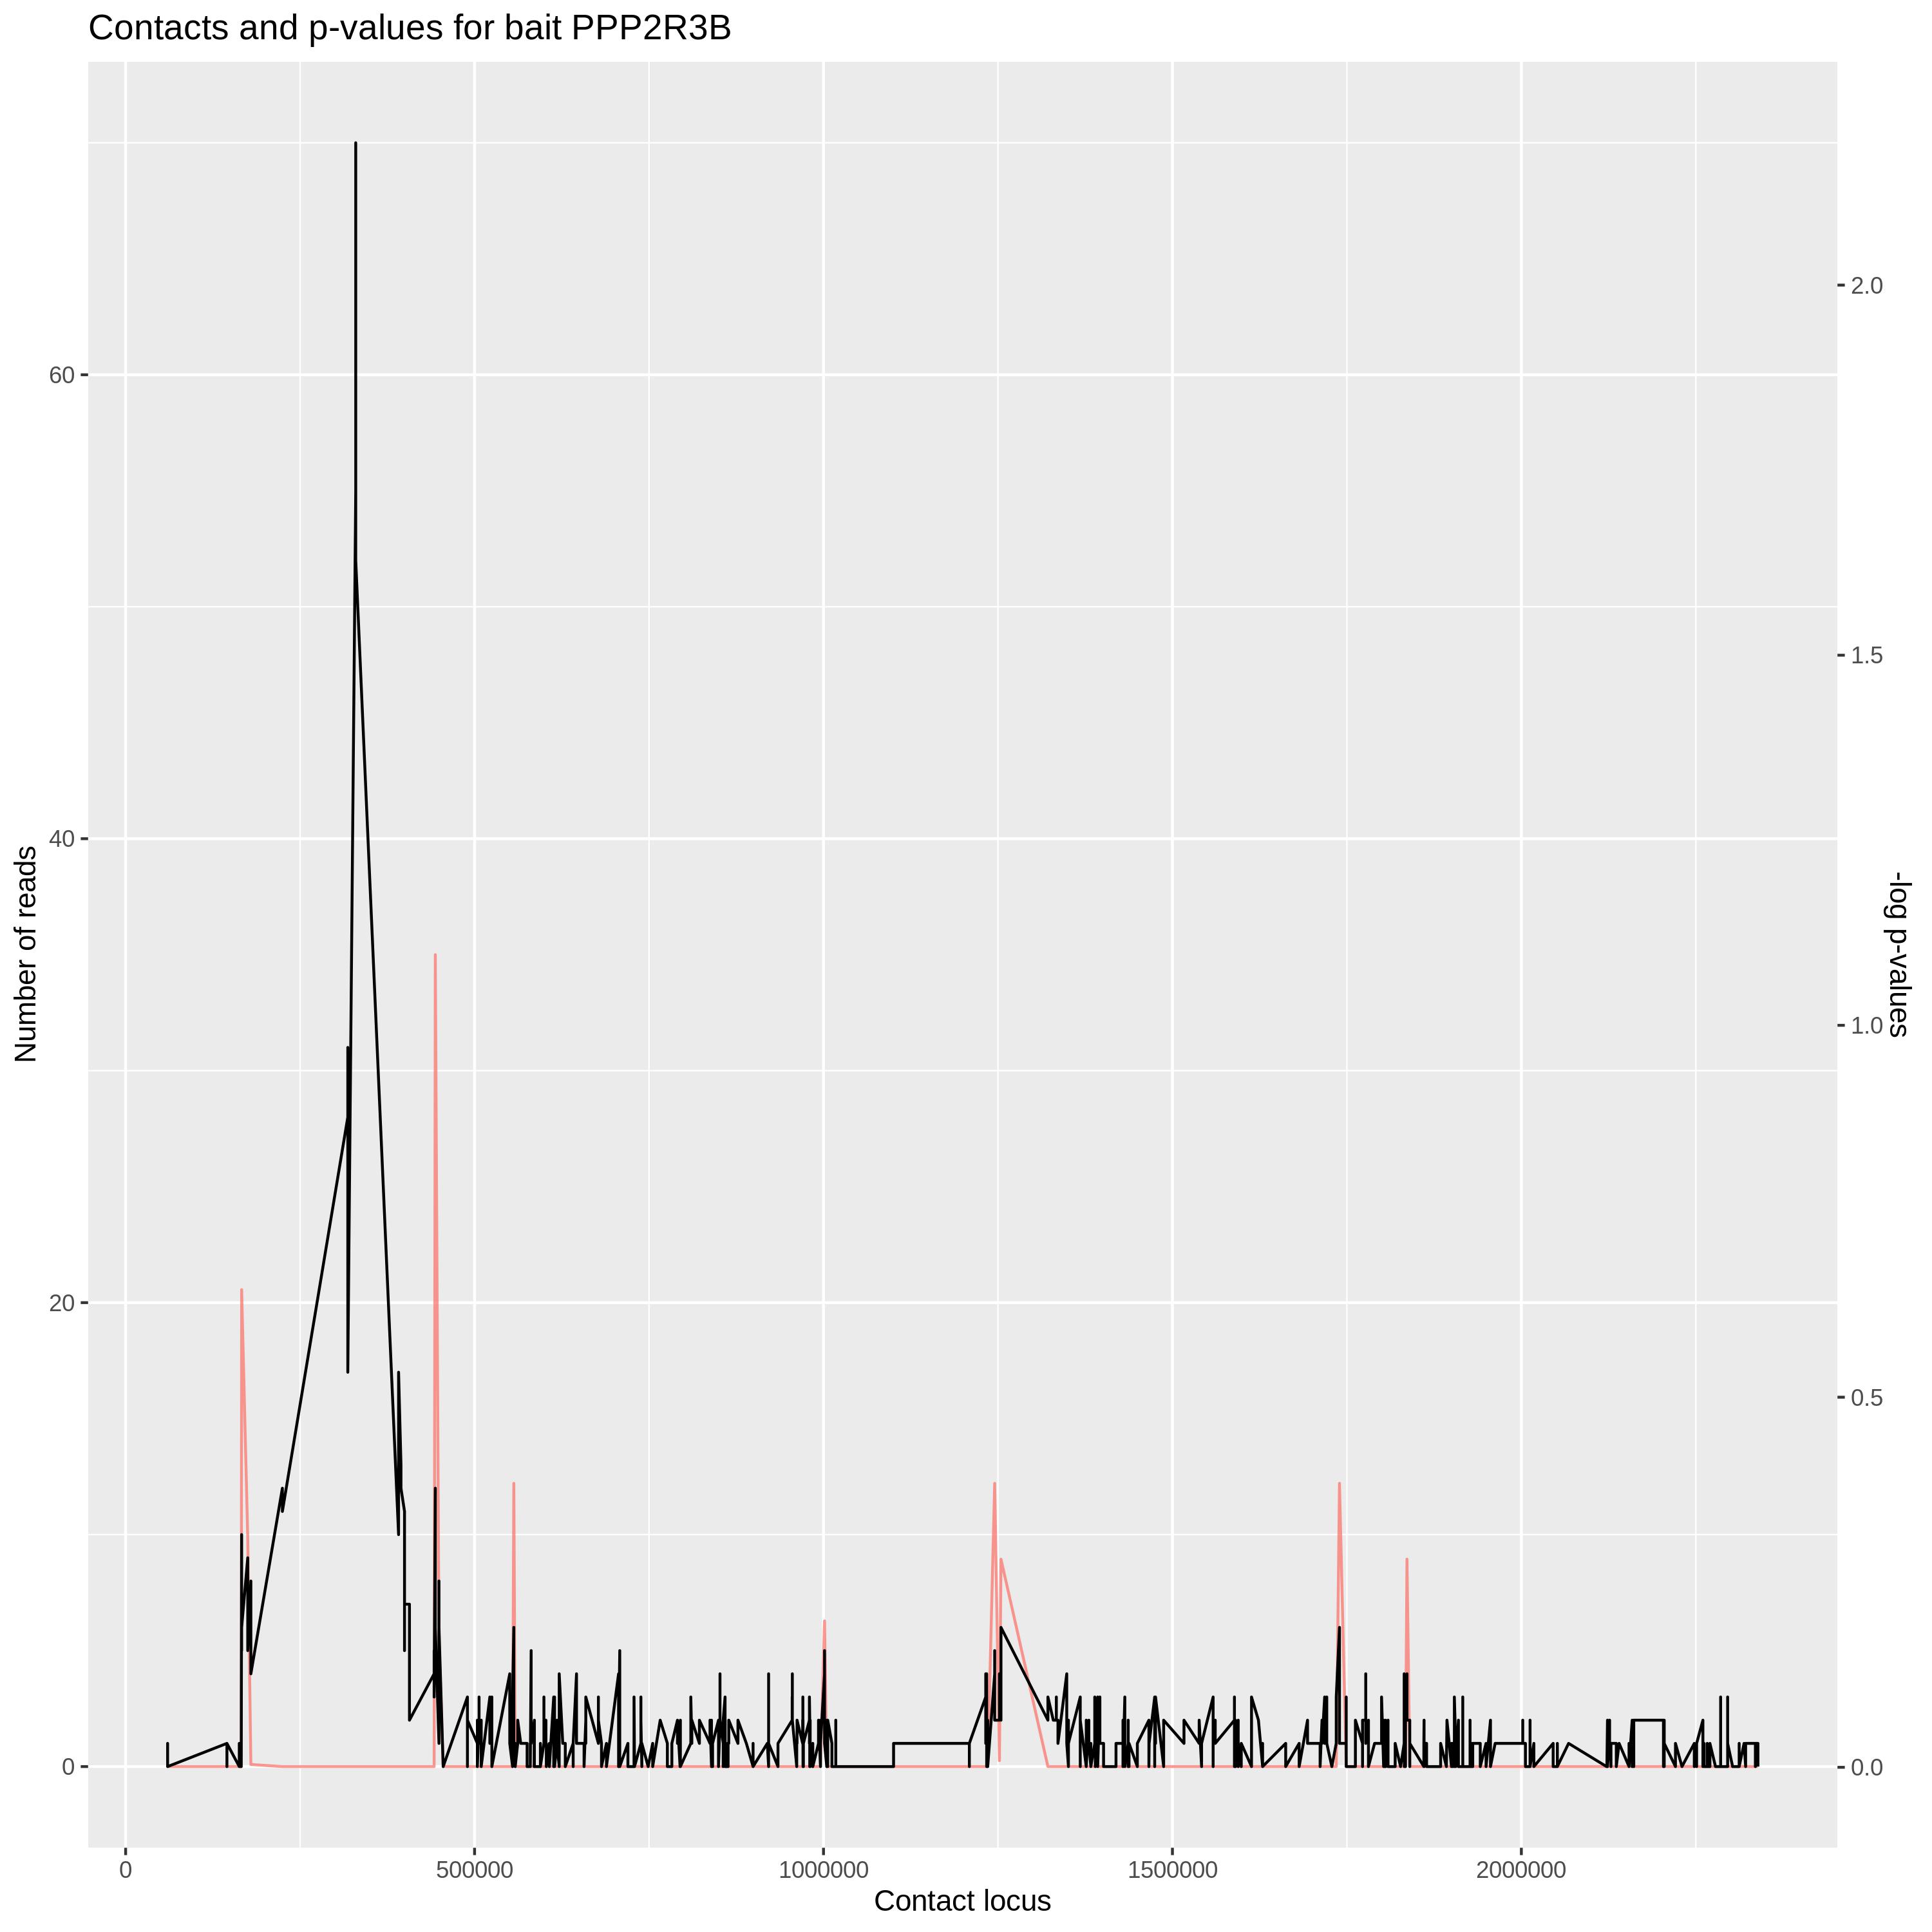 Contacts and p-values for bait PPP2R3B
Number of reads
60
40
20
0
2.0
1.5
1.0
0.5
0.0
-log p-values
0 500000 1000000 1500000 2000000
Contact locus